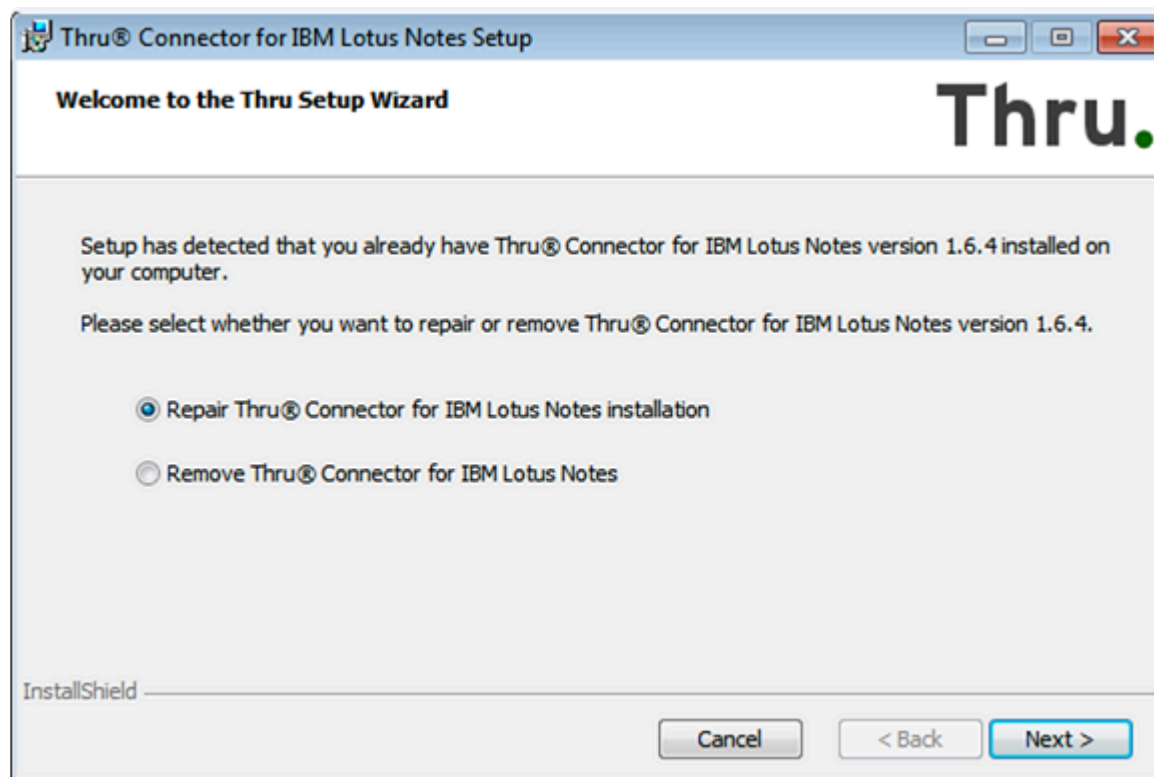 Thru® Connector for IBM Lotus Notes Setup
Welcome to the Thru Setup Wizard
Thru.
Setup has detected that you already have Thru® Connector for IBM Lotus Notes version 1.6.4 installed on
your computer.
Please select whether you want to repair or remove Thru® Connector for IBM Lotus Notes version 1.6.4.
Repair Thru® Connector for IBM Lotus Notes installation
Remove Thru® Connector for IBM Lotus Notes
InstallShield
Cancel
< Back
Next >